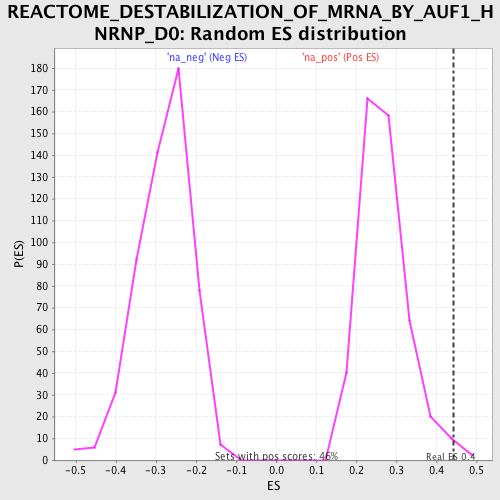 REACTOME_DESTABILIZATION_OF_MRNA_BY_AUF1_H
NRNP_D0: Random ES distribution
'na_neg' (Neg ES) 'na_pos' (Pos ES)
180
170
160
150
140
130
120
110
100
90
80
70
60
50
40
30
20
10
0
P(ES)
Sets with pos scores: 46%
Real ES 0.4
-0.5 -0.4 -0.3 -0.2 -0.1 0.0 0.1 0.2 0.3 0.4 0.5
ES